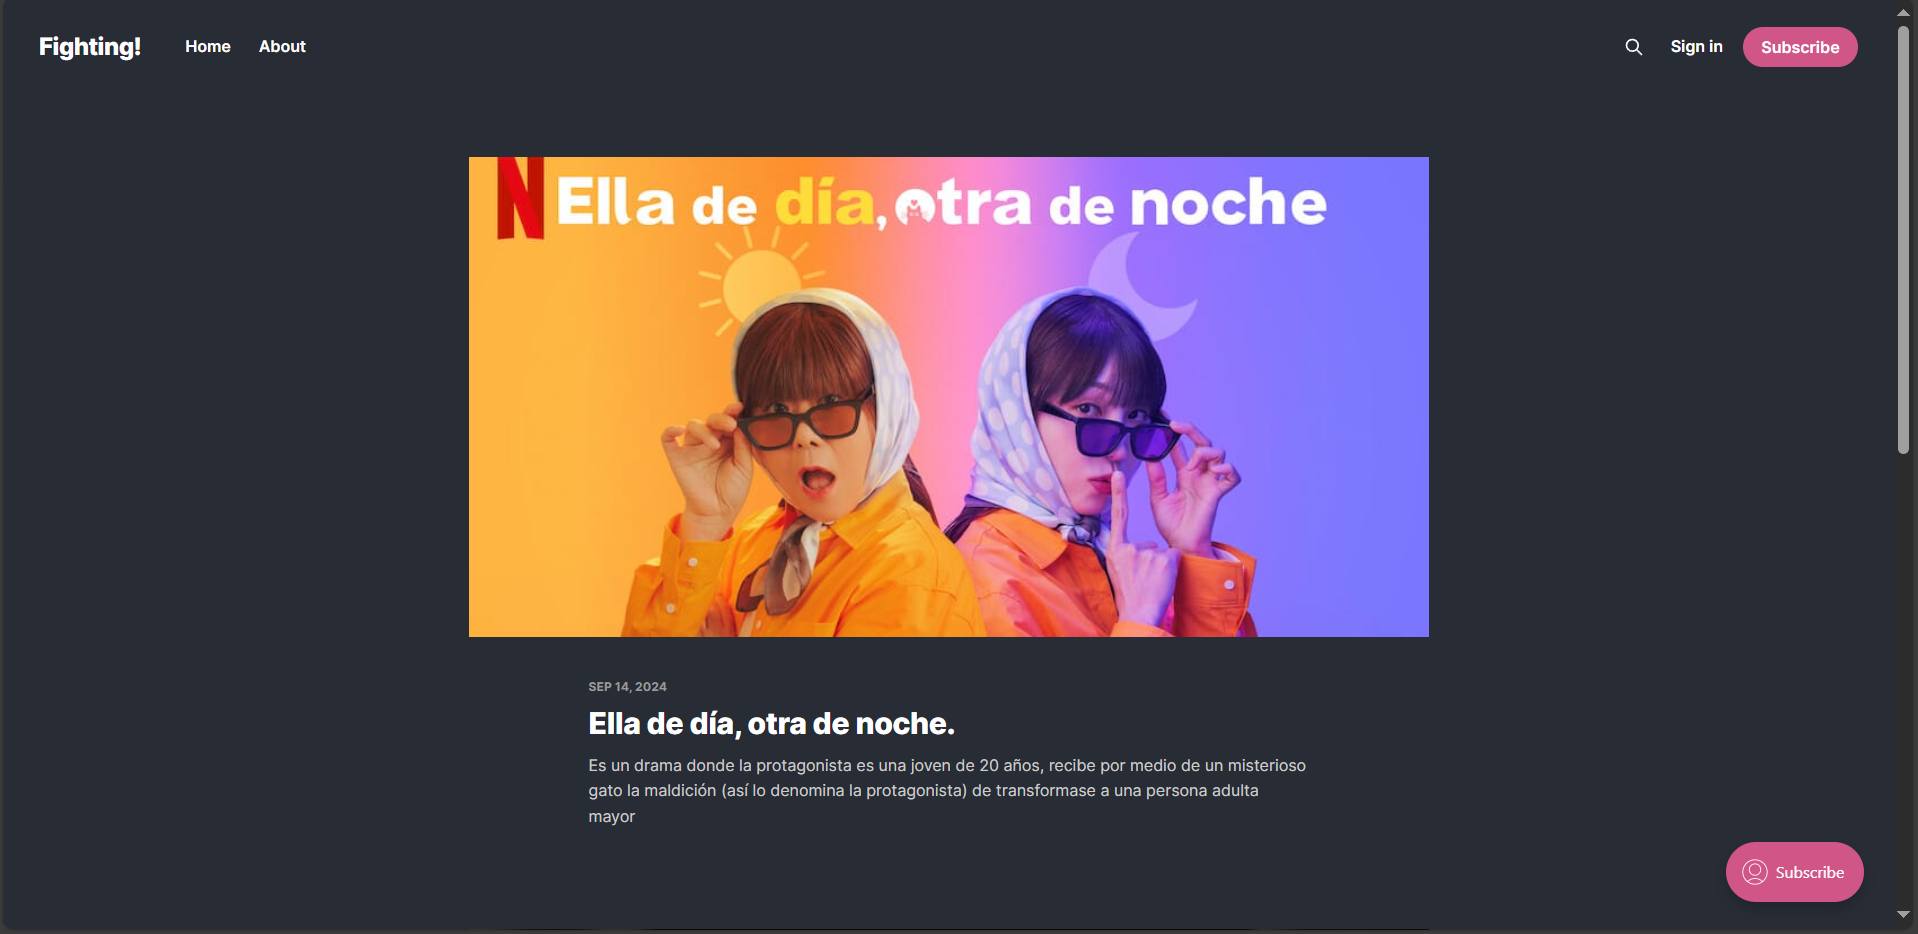 Fighting!
Home
About
Sign in
Subscribe
N Ella de día, otra de noche
SEP 14, 2024
Ella de día, otra de noche.
Es un drama donde la protagonista es una joven de 20 años, recibe por medio de un misterioso
gato la maldición (así lo denomina la protagonista) de transformase a una persona adulta
mayor
Subscribe